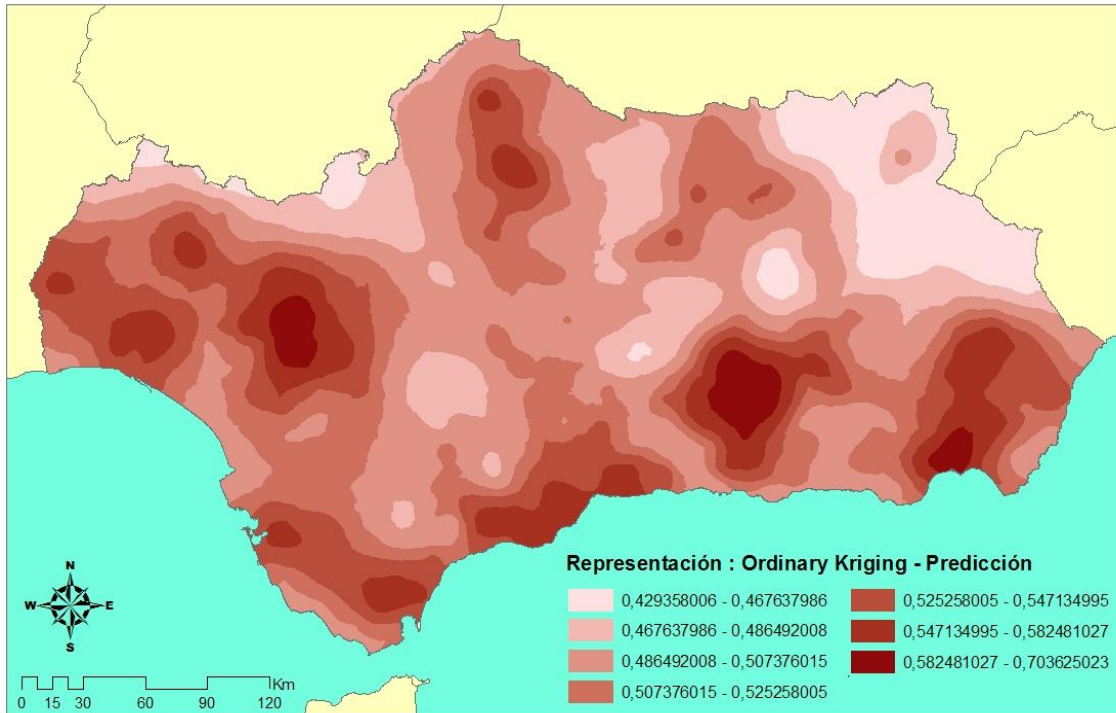 N
W E
S
Km
0 15 30 60 90 120
Representación : Ordinary Kriging - Predicción
0,429358006 - 0,467637986
0,467637986 - 0,486492008
0,486492008 - 0,507376015
0,507376015 - 0,525258005
0,525258005 - 0,547134995
0,547134995 - 0,582481027
0,582481027 - 0,703625023